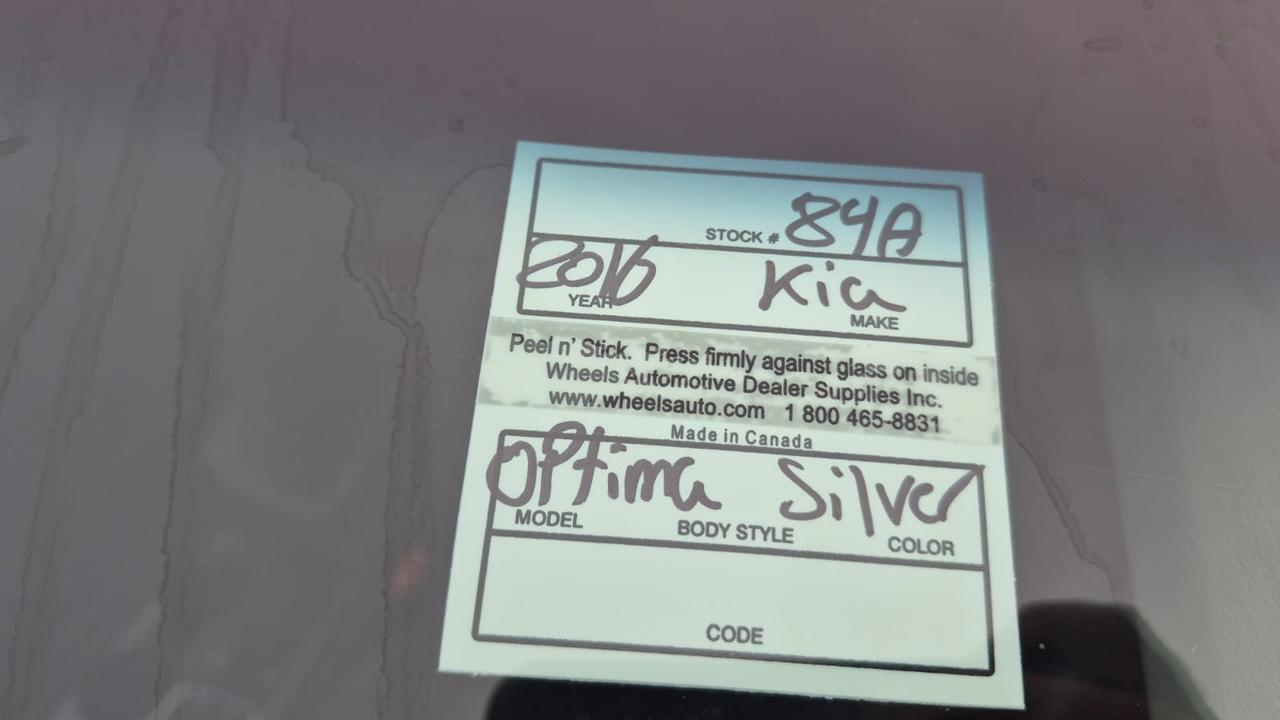 STOCK # 84A
2016 Kia
YEAR MAKE
Peel n' Stick. Press firmly against glass on inside
Wheels Automotive Dealer Supplies Inc.
www.wheelsauto.com 1 800 465-8831
Made in Canada
OPtima Silver
MODEL BODY STYLE COLOR
CODE